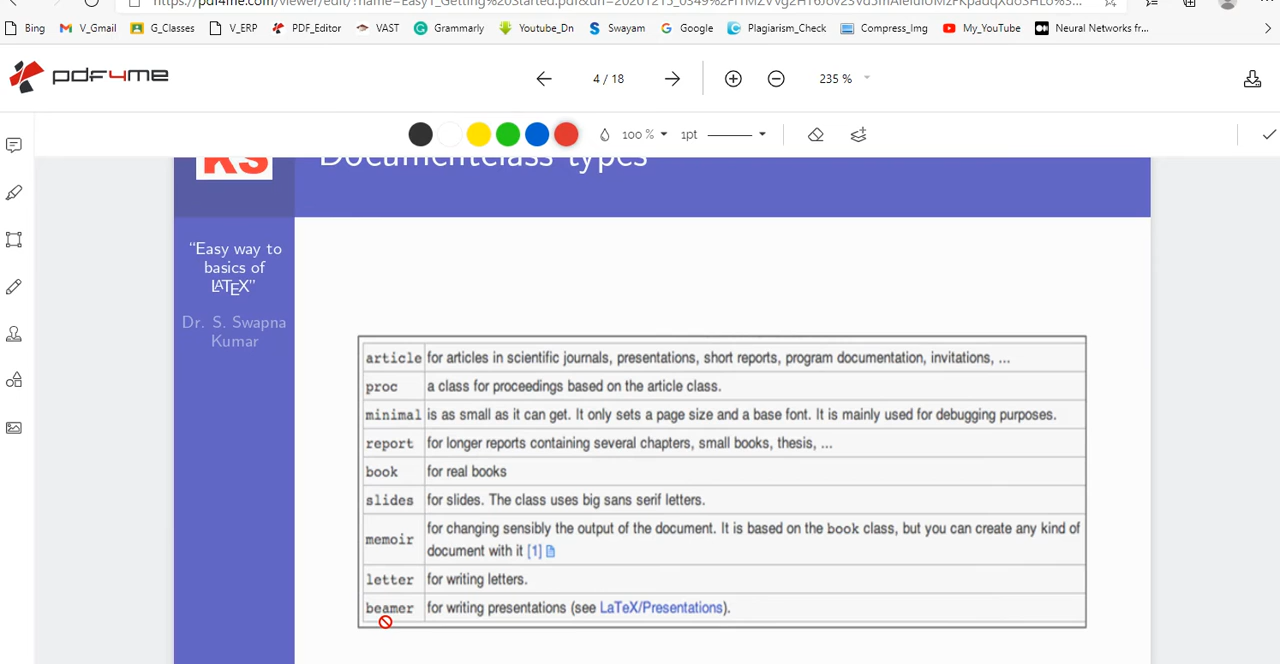 Bing V_Gmail G_Classes V_ERP PDF_Editor VAST Grammarly Youtube_Dn Swayam Google Plagiarism_Check Compress_Img My_YouTube Neural Networks fr...
pdf4me 4 / 18 235 %
100 % 1pt
Documentclass types
"Easy way to
basics of
LATEX"
Dr. S. Swapna
Kumar
article for articles in scientific journals, presentations, short reports, program documentation, invitations, ...
proc a class for proceedings based on the article class.
minimal is as small as it can get. It only sets a page size and a base font. It is mainly used for debugging purposes.
report for longer reports containing several chapters, small books, thesis, ...
book for real books
slides for slides. The class uses big sans serif letters.
memoir for changing sensibly the output of the document. It is based on the book class, but you can create any kind of
document with it [1]
letter for writing letters.
beamer for writing presentations (see LaTeX/Presentations).